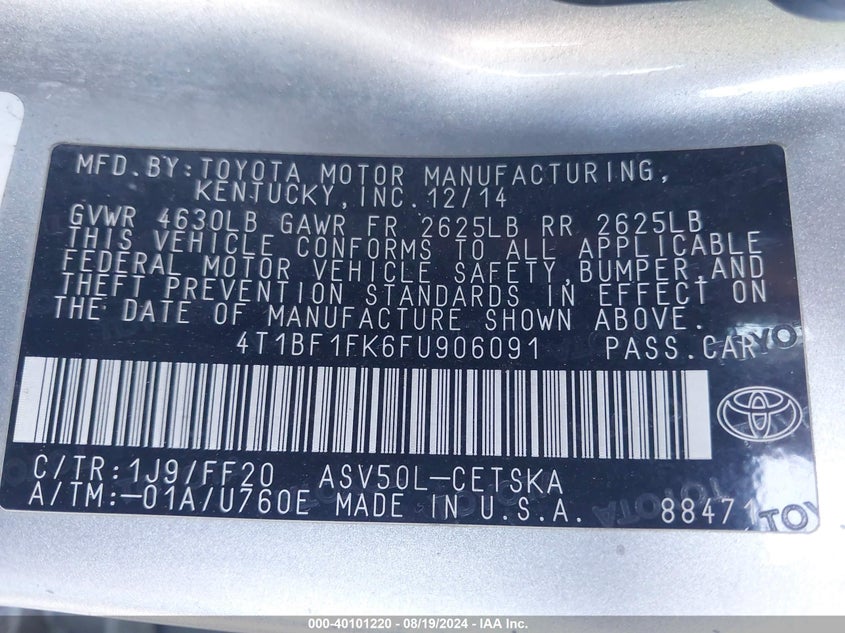 MFD.BY:TOYOTA MOTOR MANUFACTURING,
KENTUCKY,INC.12/14
GVWR 4630LB GAWR FR 2625LB RR 2625LB
THIS VEHICLE CONFORMS TO ALL APPLICABLE
FEDERAL MOTOR VEHICLE SAFETY,BUMPER,AND
THEFT PREVENTION STANDARDS IN EFFECT ON
THE DATE OF MANUFACTURE SHOWN ABOVE.
4T1BF1FK6FU906091 PASS.CAR
C/TR:1J9/FF20 ASV50L-CETSKA
A/TM:-01A/U760E MADE IN U.S.A. 88471
TOYOTA
000-40101220 - 08/19/2024 - IAA Inc.